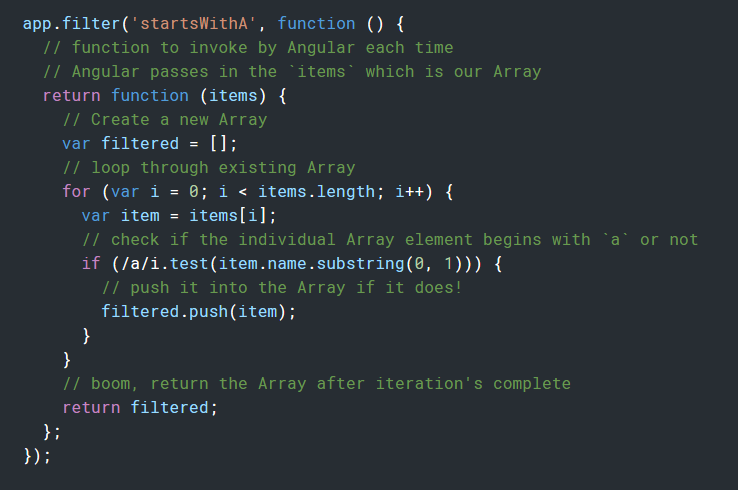 app.filter('startsWithA', function () {
  // function to invoke by Angular each time
  // Angular passes in the `items` which is our Array
  return function (items) {
    // Create a new Array
    var filtered = [];
    // loop through existing Array
    for (var i = 0; i < items.length; i++) {
      var item = items[i];
      // check if the individual Array element begins with `a` or not
      if (/a/i.test(item.name.substring(0, 1))) {
        // push it into the Array if it does!
        filtered.push(item);
      }
    }
    // boom, return the Array after iteration's complete
    return filtered;
  };
});